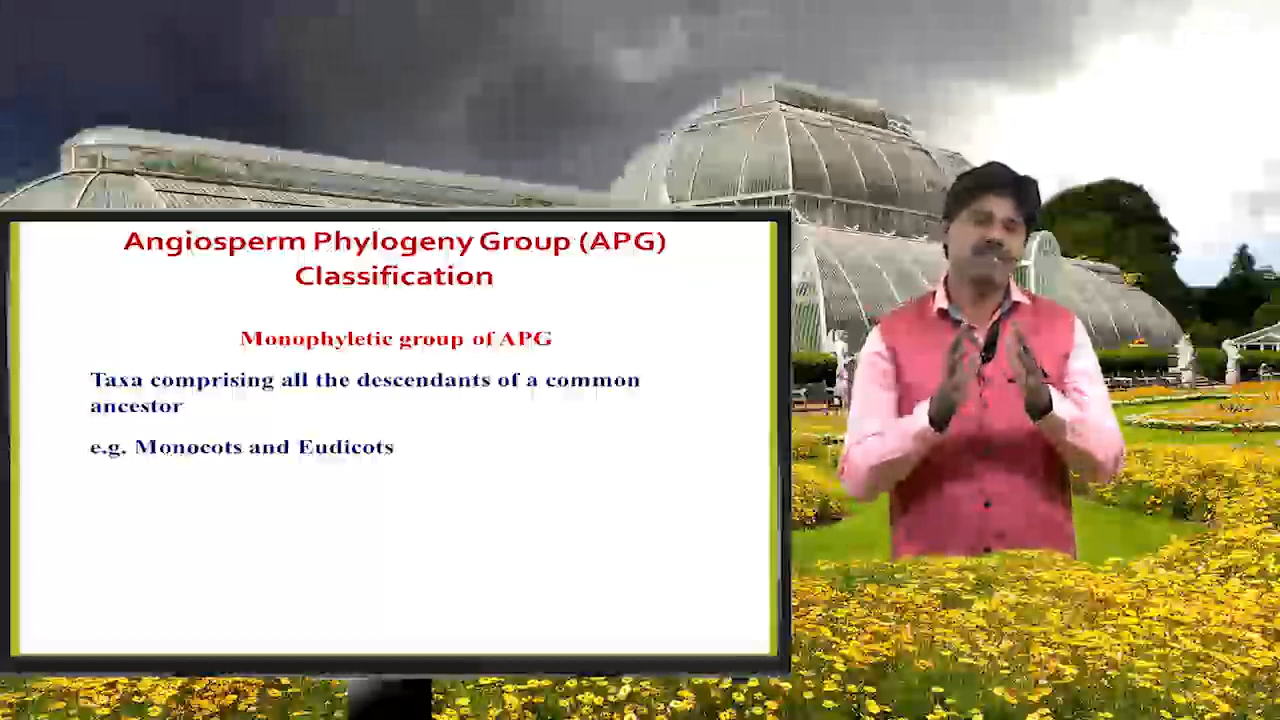 Angiosperm Phylogeny Group (APG)
Classification
Monophyletic group of APG
Taxa comprising all the descendants of a common
ancestor
e.g. Monocots and Eudicots